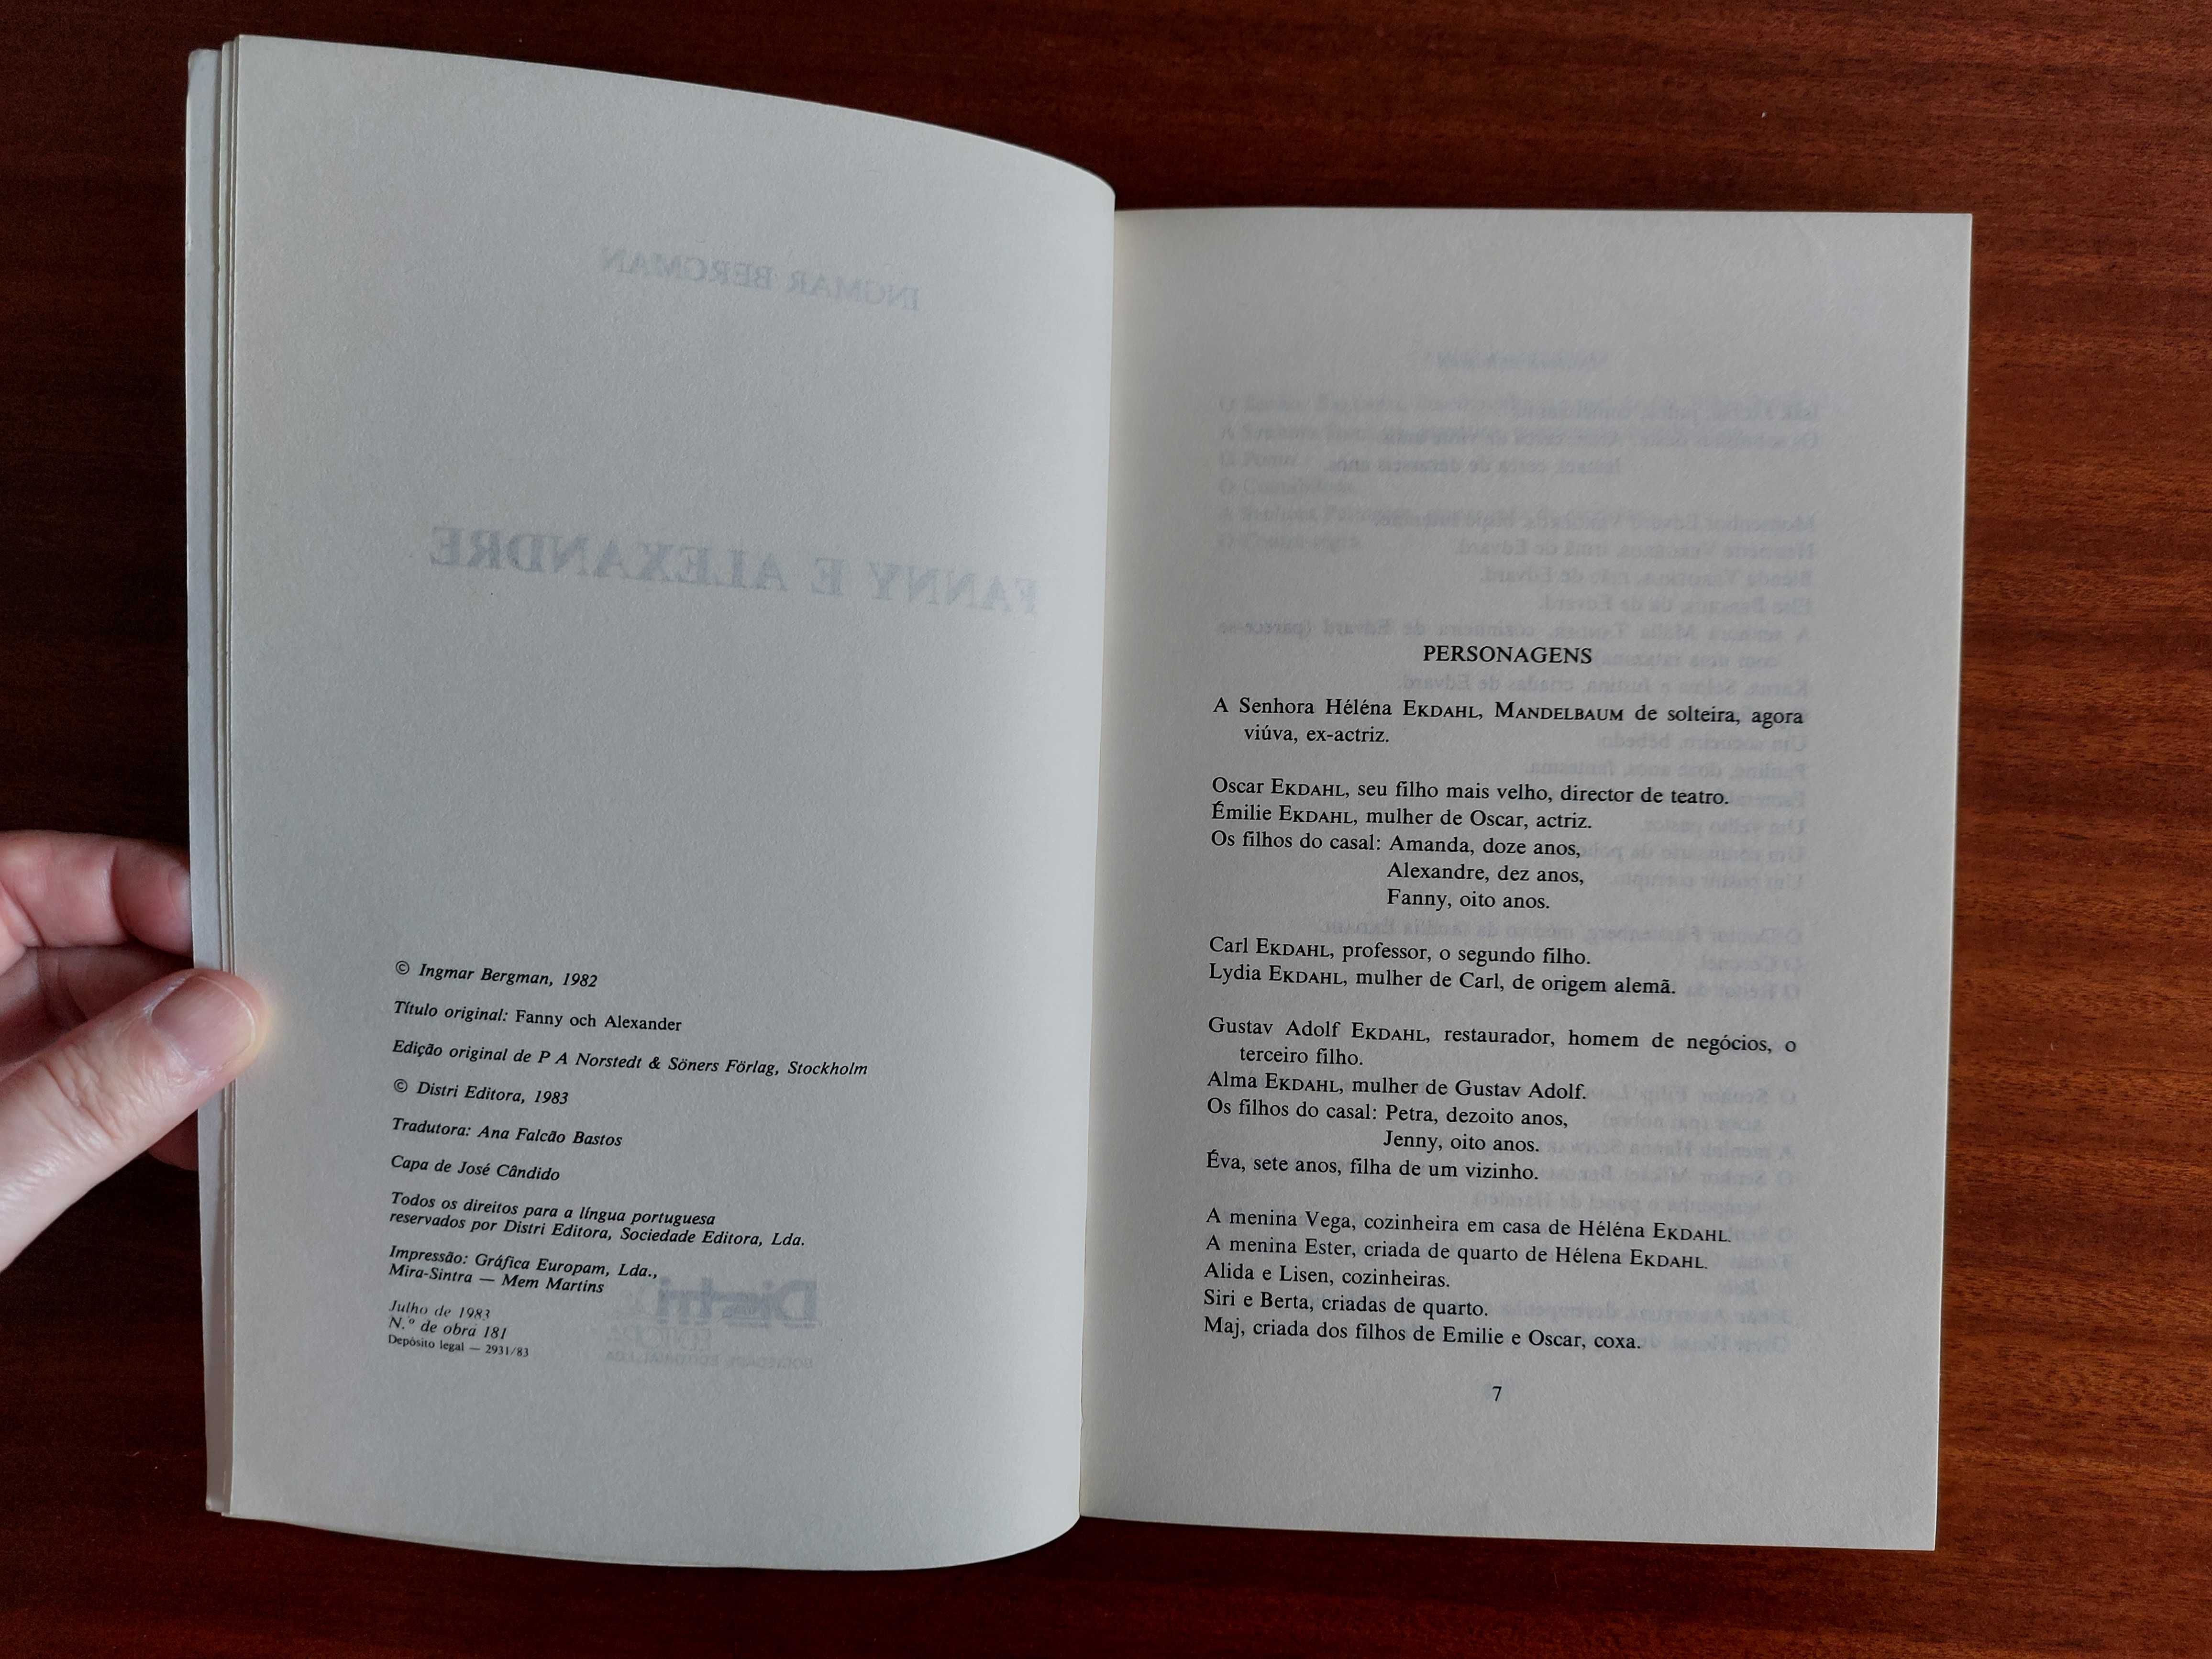 INGMAR BERGMAN
FANNY E ALEXANDRE
© Ingmar Bergman, 1982
Título original: Fanny och Alexander
Edição original de P A Norstedt & Söners Förlag, Stockholm
© Distri Editora, 1983
Tradutora: Ana Falcão Bastos
Capa de José Cândido
Todos os direitos para a língua portuguesa
reservados por Distri Editora, Sociedade Editora, Lda.
Impressão: Gráfica Europam, Lda.,
Mira-Sintra — Mem Martins
Julho de 1983
N.º de obra 181
Depósito legal — 2931/83
Distri
PERSONAGENS
A Senhora Héléna EKDAHL, MANDELBAUM de solteira, agora
viúva, ex-actriz.
Oscar EKDAHL, seu filho mais velho, director de teatro.
Émilie EKDAHL, mulher de Oscar, actriz.
Os filhos do casal: Amanda, doze anos,
Alexandre, dez anos,
Fanny, oito anos.
Carl EKDAHL, professor, o segundo filho.
Lydia EKDAHL, mulher de Carl, de origem alemã.
Gustav Adolf EKDAHL, restaurador, homem de negócios, o
terceiro filho.
Alma EKDAHL, mulher de Gustav Adolf.
Os filhos do casal: Petra, dezoito anos,
Jenny, oito anos.
Éva, sete anos, filha de um vizinho.
A menina Vega, cozinheira em casa de Héléna EKDAHL.
A menina Ester, criada de quarto de Hélena EKDAHL.
Alida e Lisen, cozinheiras.
Siri e Berta, criadas de quarto.
Maj, criada dos filhos de Emilie e Oscar, coxa.
7